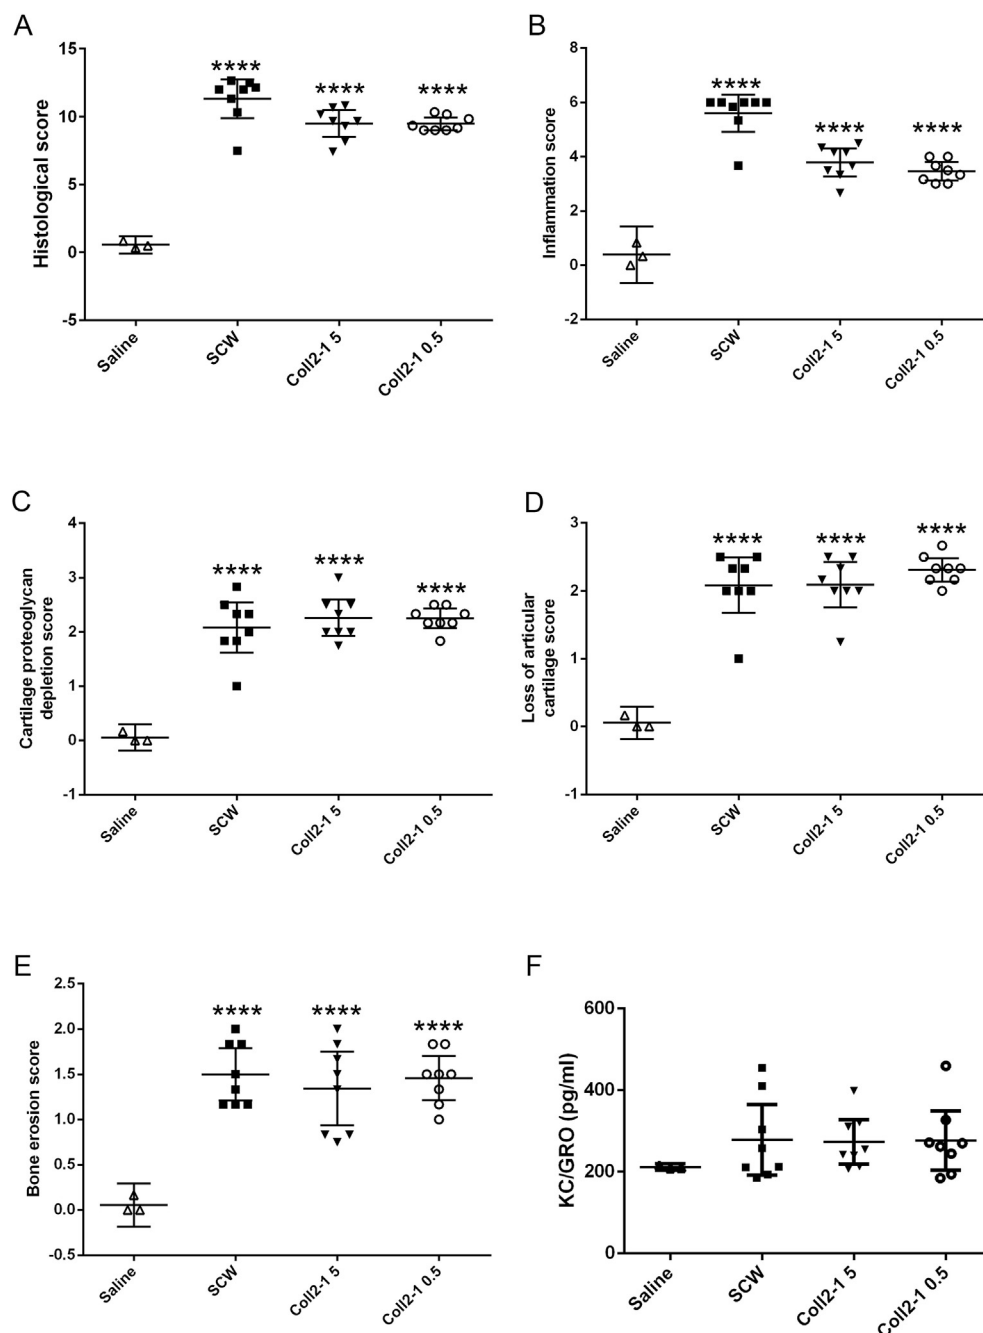 A
Histological score
15
10
5
0
-5
****
****
****
Saline
SCW
Coll2-1 5
Coll2-1 0.5
B
Inflammation score
8
6
4
2
0
-2
****
****
****
Saline
SCW
Coll2-1 5
Coll2-1 0.5
C
Cartilage proteoglycan
depletion score
4
3
2
1
0
-1
****
****
****
Saline
SCW
Coll2-1 5
Coll2-1 0.5
D
Loss of articular
cartilage score
3
2
1
0
-1
****
****
****
Saline
SCW
Coll2-1 5
Coll2-1 0.5
E
Bone erosion score
2.5
2.0
1.5
1.0
0.5
0.0
-0.5
****
****
****
Saline
SCW
Coll2-1 5
Coll2-1 0.5
F
KC/GRO (pg/ml)
600
400
200
0
Saline
SCW
Coll2-1 5
Coll2-1 0.5